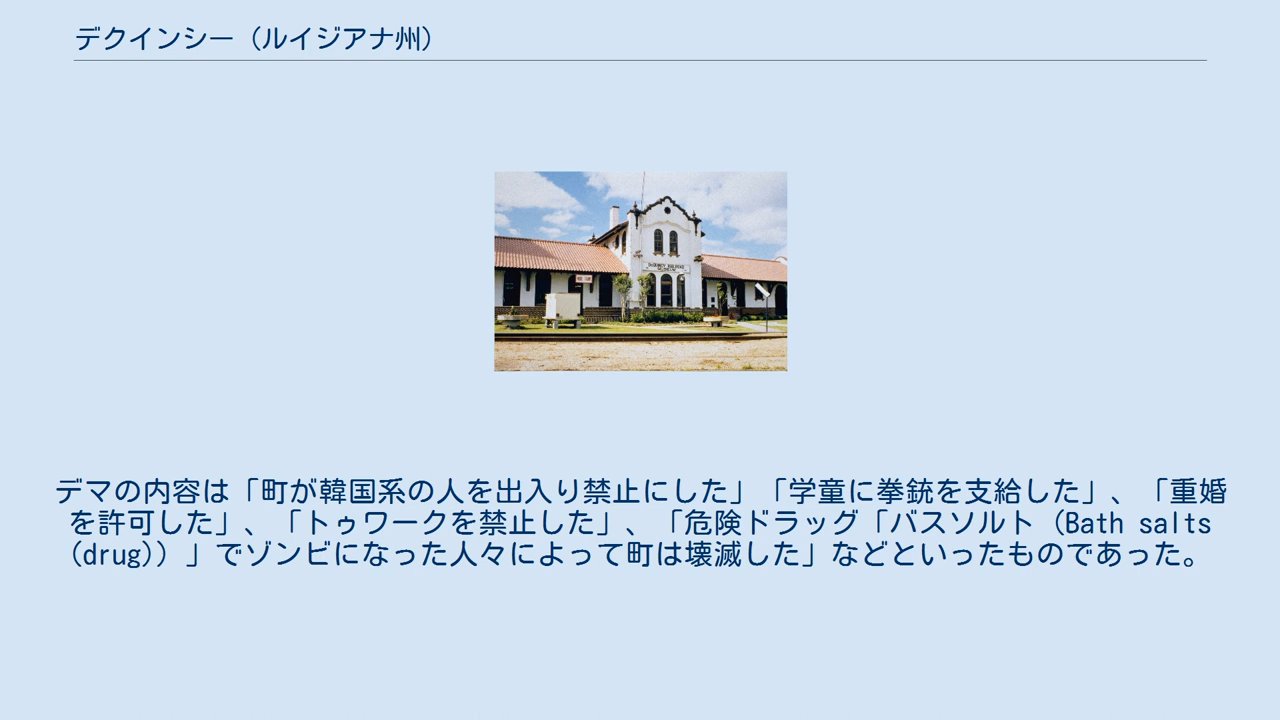 デクインシー（ルイジアナ州）
DeQUINCY RAILROAD
デマの内容は「町が韓国系の人を出入り禁止にした」「学童に拳銃を支給した」、「重婚
を許可した」、「トゥワークを禁止した」、「危険ドラッグ「バスソルト（Bath salts
（drug））」でゾンビになった人々によって町は壊滅した」などといったものであった。